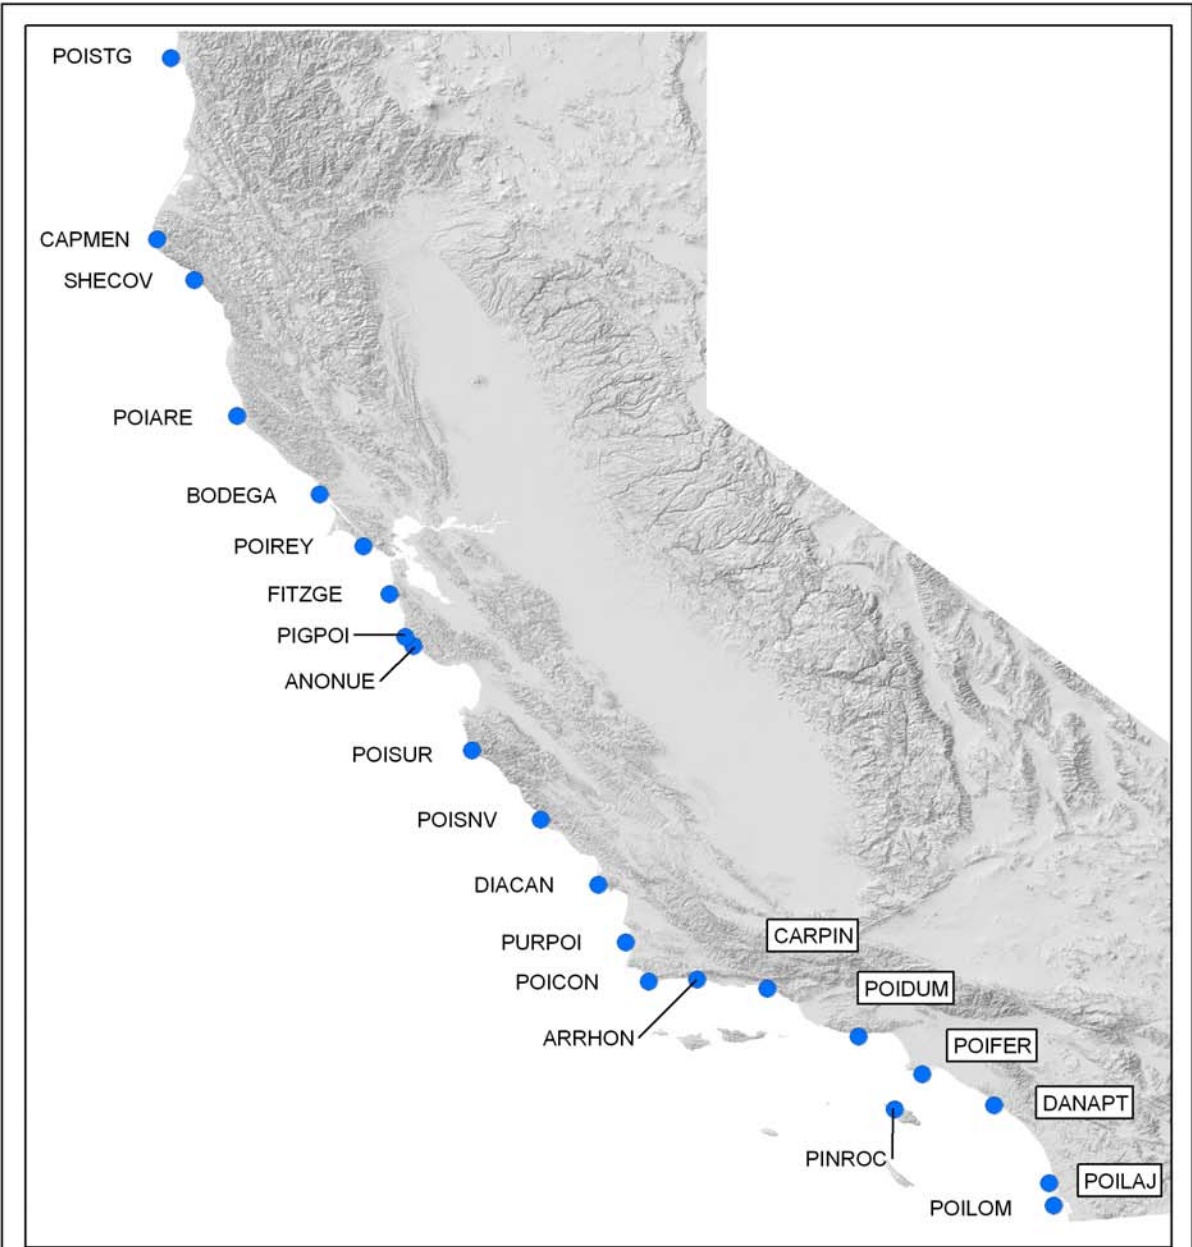 POISTG
CAPMEN
SHECOV
POIARE
BODEGA
POIREY
FITZGE
PIGPOI
ANONUE
POISUR
POISNV
DIACAN
CARPIN
PURPOI
POICON
POIDUM
ARRHON
POIFER
DANAPT
PINROC
POILAJ
POILOM